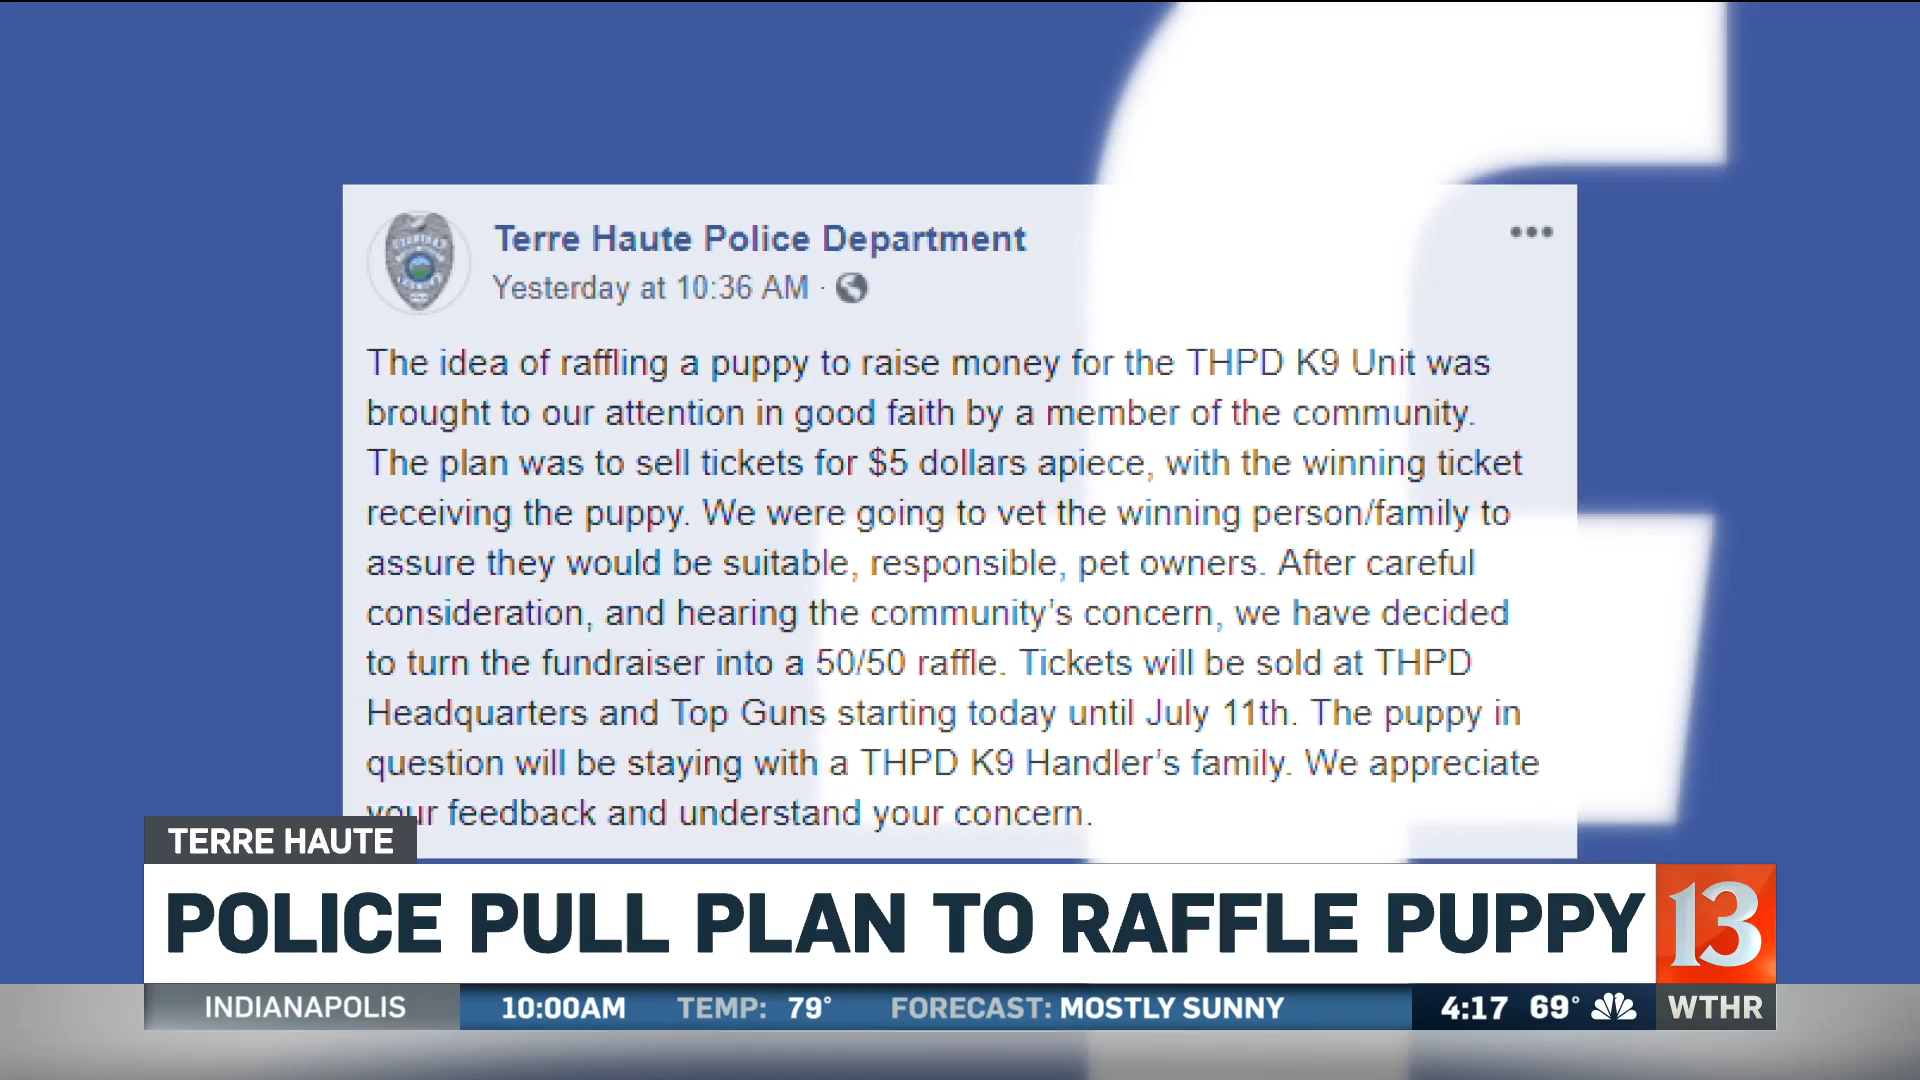 Terre Haute Police Department
Yesterday at 10:36 AM ·
The idea of raffling a puppy to raise money for the THPD K9 Unit was
brought to our attention in good faith by a member of the community.
The plan was to sell tickets for $5 dollars apiece, with the winning ticket
receiving the puppy. We were going to vet the winning person/family to
assure they would be suitable, responsible, pet owners. After careful
consideration, and hearing the community's concern, we have decided
to turn the fundraiser into a 50/50 raffle. Tickets will be sold at THPD
Headquarters and Top Guns starting today until July 11th. The puppy in
question will be staying with a THPD K9 Handler's family. We appreciate
your feedback and understand your concern.
TERRE HAUTE
POLICE PULL PLAN TO RAFFLE PUPPY
13
INDIANAPOLIS 10:00AM TEMP: 79° FORECAST: MOSTLY SUNNY 4:17 69° WTHR